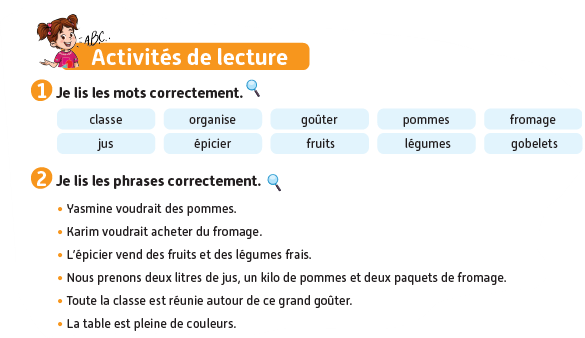 ABC..
Activités de lecture
1 Je lis les mots correctement.
classe organise goûter pommes fromage
jus épicier fruits légumes gobelets
2 Je lis les phrases correctement.
• Yasmine voudrait des pommes.
• Karim voudrait acheter du fromage.
• L'épicier vend des fruits et des légumes frais.
• Nous prenons deux litres de jus, un kilo de pommes et deux paquets de fromage.
• Toute la classe est réunie autour de ce grand goûter.
• La table est pleine de couleurs.